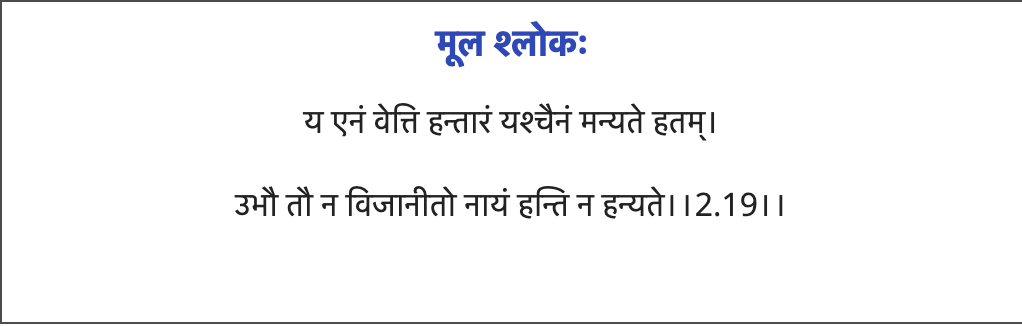 मूल श्लोकः
य एनं वेत्ति हन्तारं यश्चैनं मन्यते हतम्।
उभौ तौ न विजानीतो नायं हन्ति न हन्यते।।2.19।।